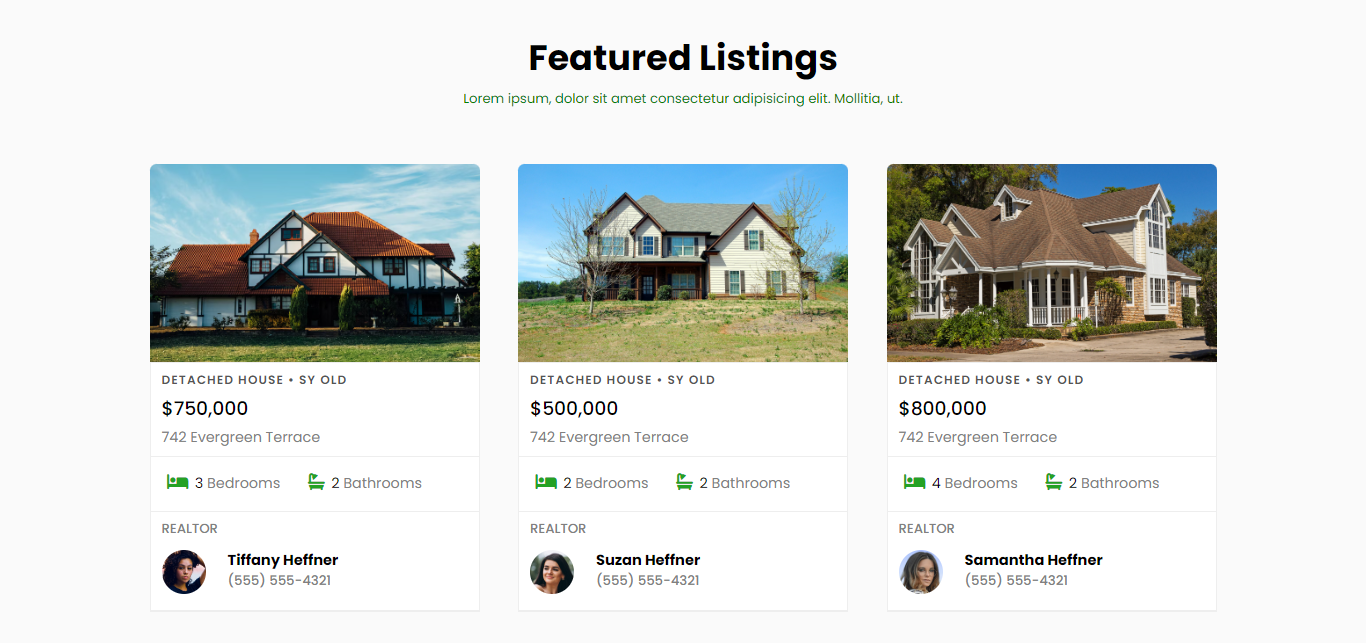 Featured Listings
Lorem ipsum, dolor sit amet consectetur adipisicing elit. Mollitia, ut.
DETACHED HOUSE • SY OLD
$750,000
742 Evergreen Terrace
3 Bedrooms 2 Bathrooms
REALTOR
Tiffany Heffner
(555) 555-4321
DETACHED HOUSE • SY OLD
$500,000
742 Evergreen Terrace
2 Bedrooms 2 Bathrooms
REALTOR
Suzan Heffner
(555) 555-4321
DETACHED HOUSE • SY OLD
$800,000
742 Evergreen Terrace
4 Bedrooms 2 Bathrooms
REALTOR
Samantha Heffner
(555) 555-4321